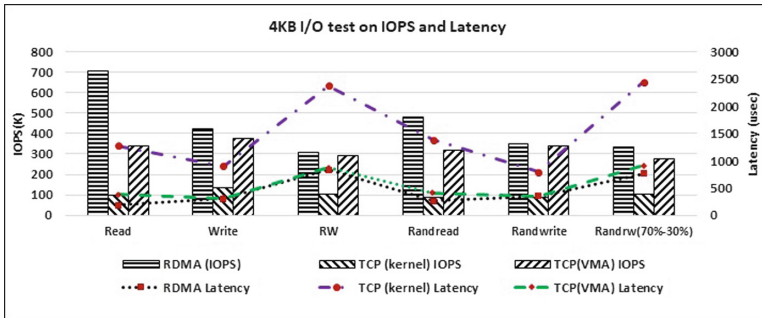 4KB I/O test on IOPS and Latency
IOPS(K)
800
700
600
500
400
300
200
100
0
3000
2500
2000
1500
1000
500
0
Latency (usec)
Read Write RW Randread Randwrite Randrw(70%-30%)
RDMA (IOPS) TCP (kernel) IOPS TCP(VMA) IOPS
RDMA Latency TCP (kernel) Latency TCP(VMA) Latency